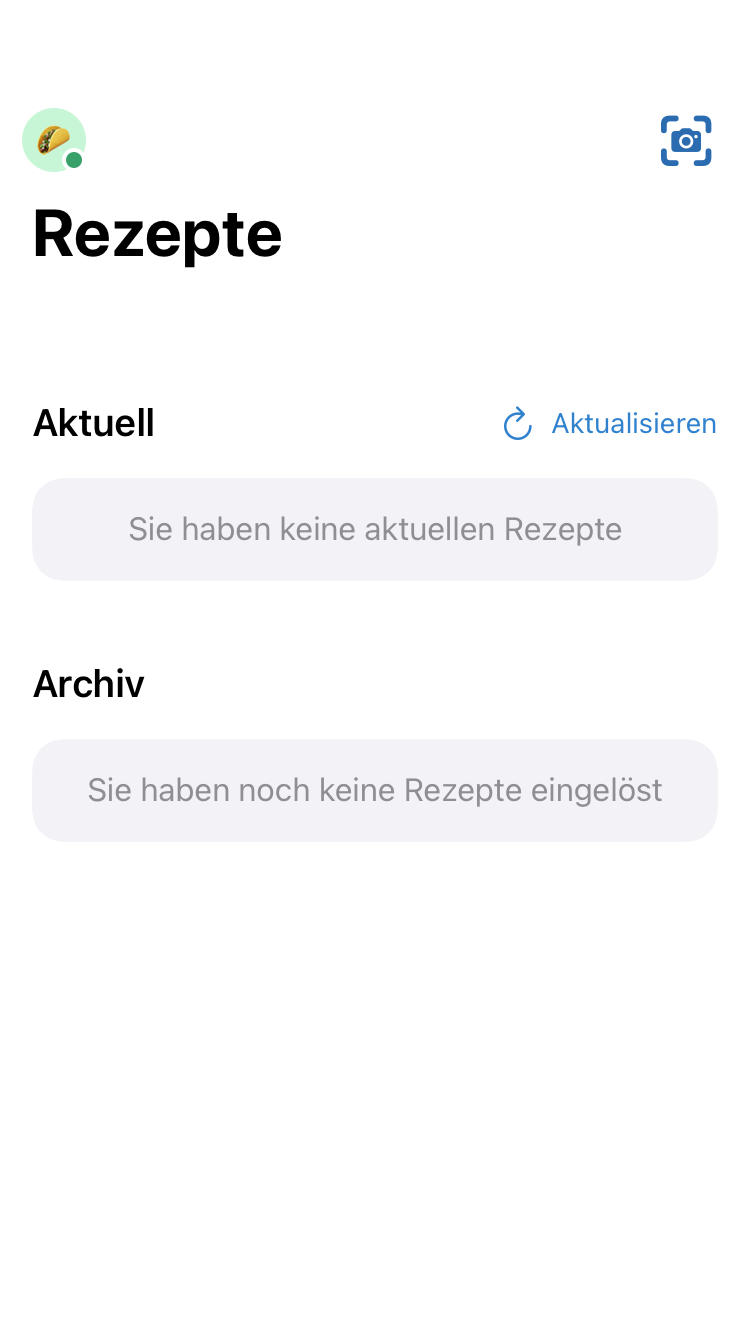 Rezepte
Aktuell
Aktualisieren
Sie haben keine aktuellen Rezepte
Archiv
Sie haben noch keine Rezepte eingelöst